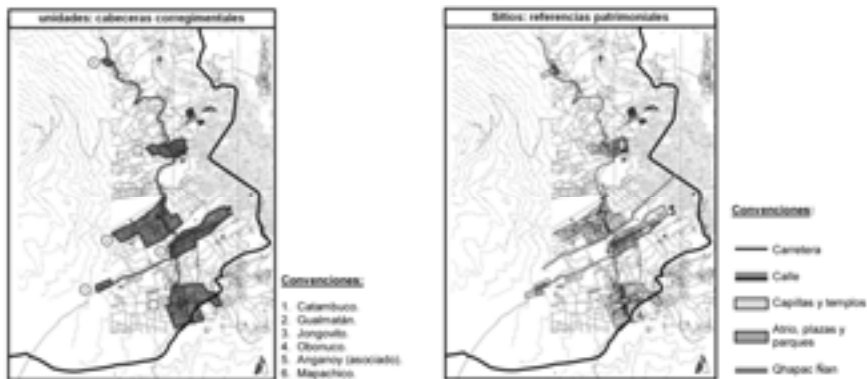 unidades: cabeceras corregimentales
Convenciones:
1. Catambuco.
2. Gualmatán.
3. Jongovito.
4. Obonuco.
5. Anganoy (asociado).
6. Mapachico.
Sitios: referencias patrimoniales
Convenciones:
Carretera
Calle
Capillas y templos
Atrio, plazas y
parques
Qhapac Ñan